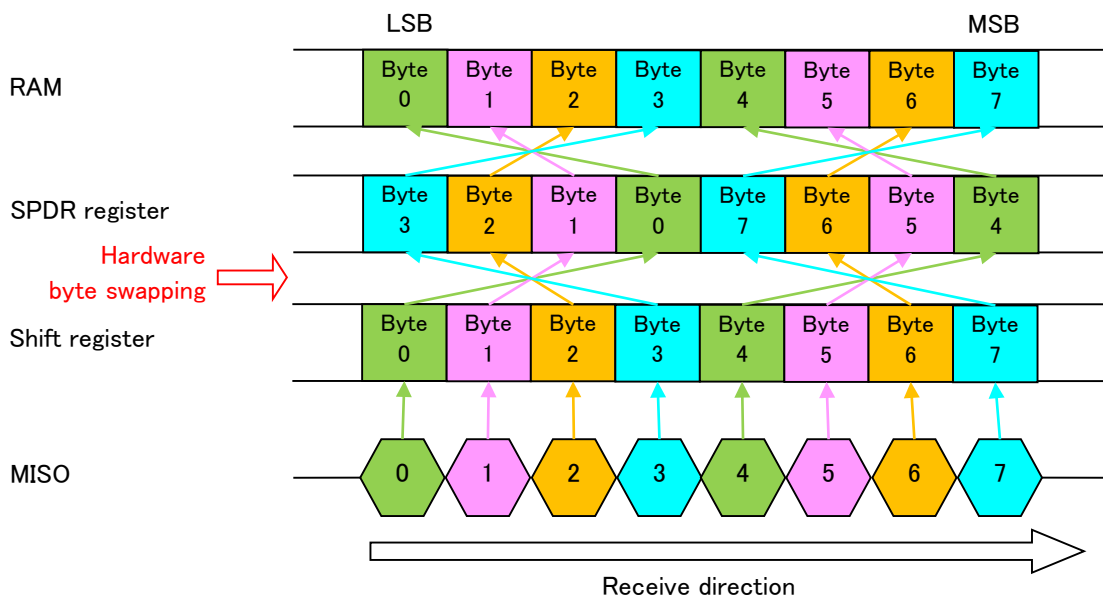 LSB MSB
RAM
Byte Byte Byte Byte Byte Byte Byte Byte
0 1 2 3 4 5 6 7
SPDR register
Byte Byte Byte Byte Byte Byte Byte Byte
3 2 1 0 7 6 5 4
Hardware
byte swapping
Shift register
Byte Byte Byte Byte Byte Byte Byte Byte
0 1 2 3 4 5 6 7
MISO
0 1 2 3 4 5 6 7
Receive direction